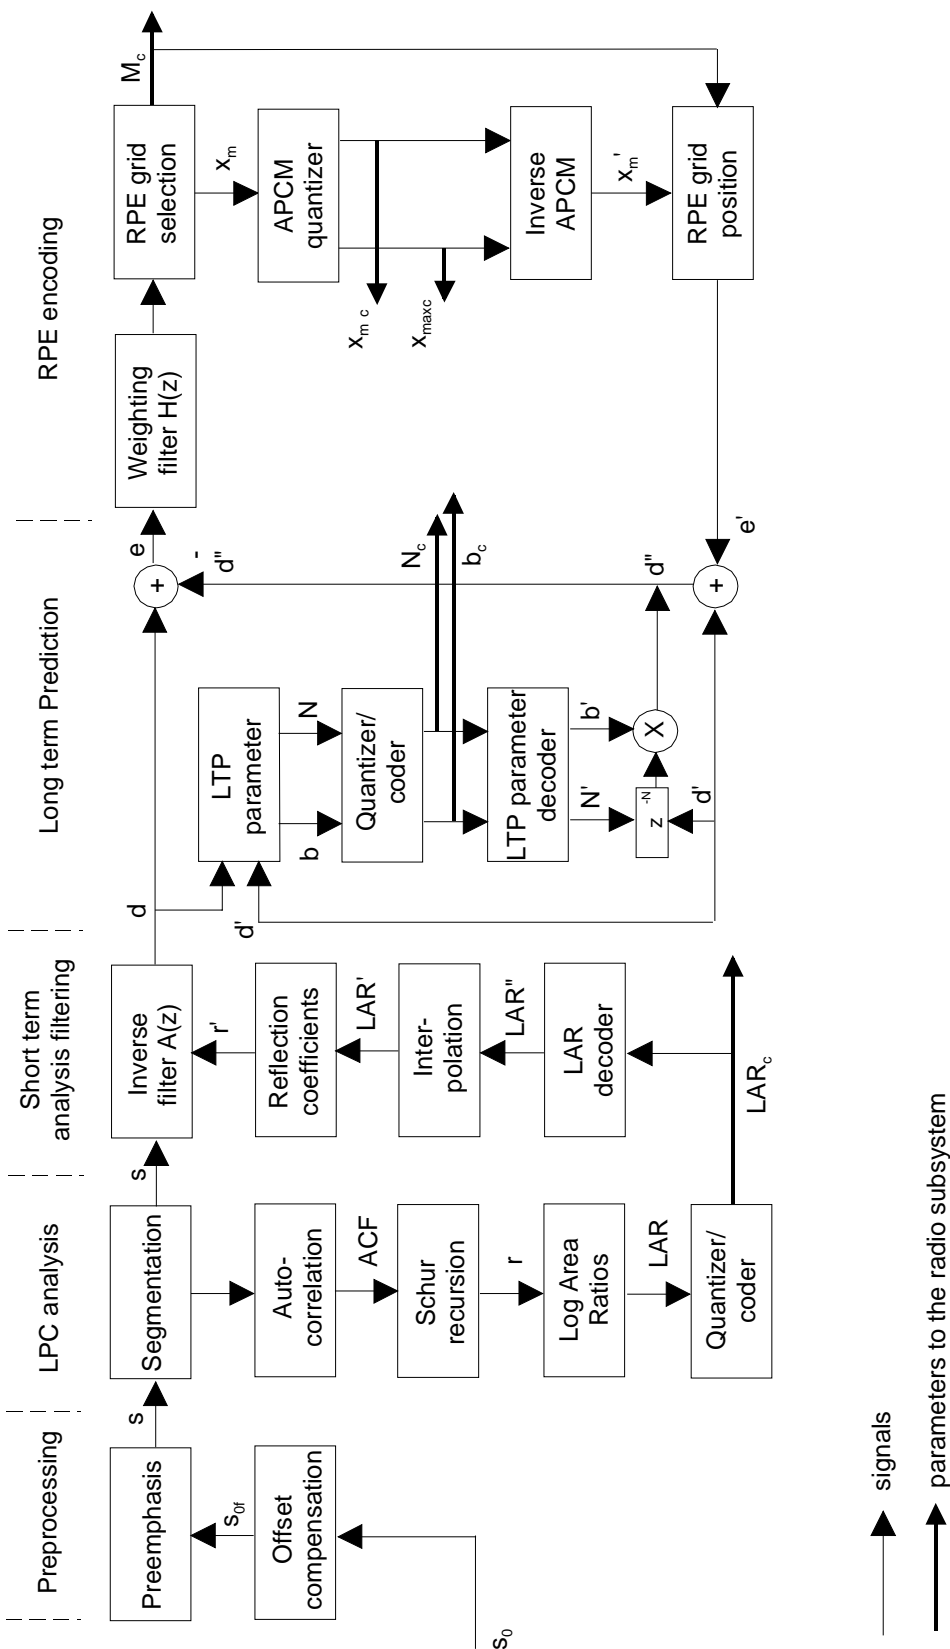 Preprocessing
LPC analysis
Short term
analysis filtering
Long term Prediction
RPE encoding
s₀
Offset
compensation
s₀f
Preemphasis
s
Segmentation
s
Auto-
correlation
ACF
Schur
recursion
r
Log Area
Ratios
LAR
Quantizer/
coder
LARc
LAR
decoder
LAR"
Inter-
polation
LAR'
Reflection
coefficients
r'
Inverse
filter A(z)
d
d'
LTP
parameter
b
N
Quantizer/
coder
Nc
bc
LTP parameter
decoder
N'
b'
z -N
X
d'
d"
+
e'
+
-
d"
e
Weighting
filter H(z)
RPE grid
selection
Mc
xm
APCM
quantizer
xm c
xmaxc
Inverse
APCM
xm'
RPE grid
position
signals
parameters to the radio subsystem